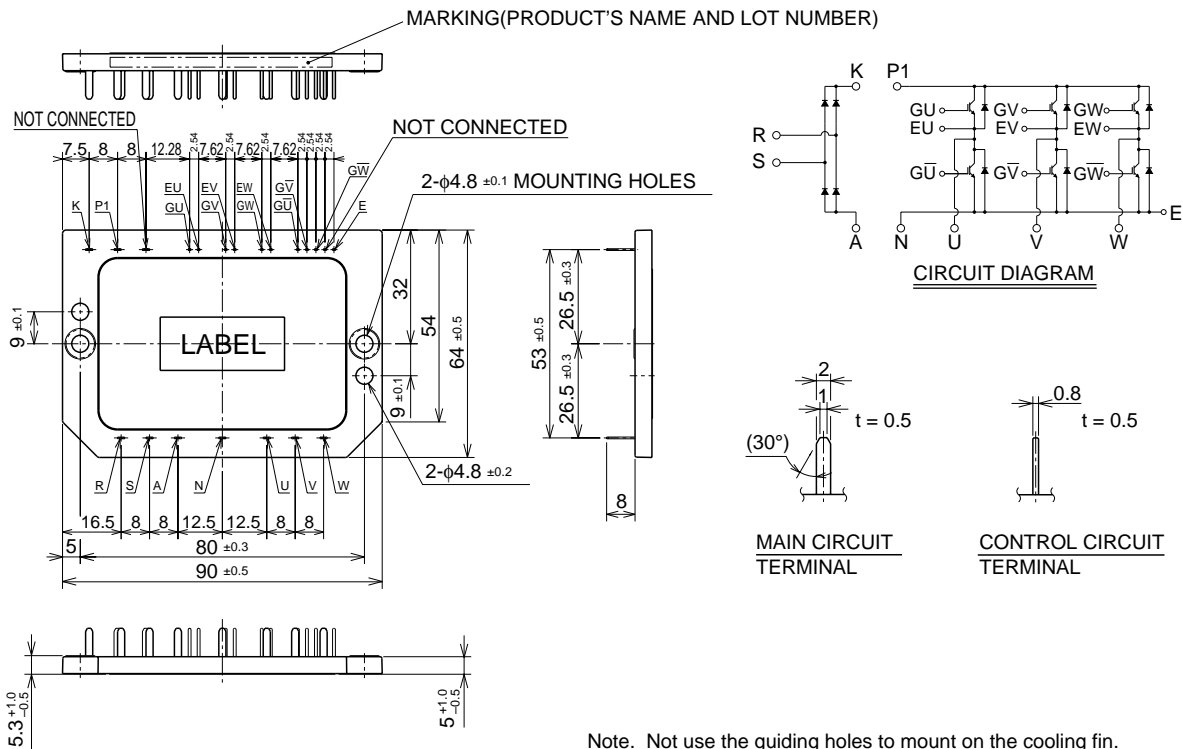 MARKING(PRODUCT'S NAME AND LOT NUMBER)
NOT CONNECTED
NOT CONNECTED
7.5 8 8 12.28 7.62 2.54 7.62 2.54 7.62 2.54 2.54 2.54 2.54
GW̅
2-ϕ4.8 ±0.1 MOUNTING HOLES
K P1 EU GU EV GV EW GW GV̅ GU̅ E
9 ±0.1
LABEL
32
54
64 ±0.5
9 ±0.1
2-ϕ4.8 ±0.2
R S A N U V W
16.5 8 8 12.5 12.5 8 8
5 80 ±0.3
90 ±0.5
53 ±0.5
26.5 ±0.3
26.5 ±0.3
8
K P1
R
S
GU GV GW
EU EV EW
GU̅ GV̅ GW̅
E
A N U V W
CIRCUIT DIAGRAM
2
1
t = 0.5
(30°)
MAIN CIRCUIT
TERMINAL
0.8
t = 0.5
CONTROL CIRCUIT
TERMINAL
5.3 +1.0 −0.5
5 +1.0 −0.5
Note. Not use the guiding holes to mount on the cooling fin.